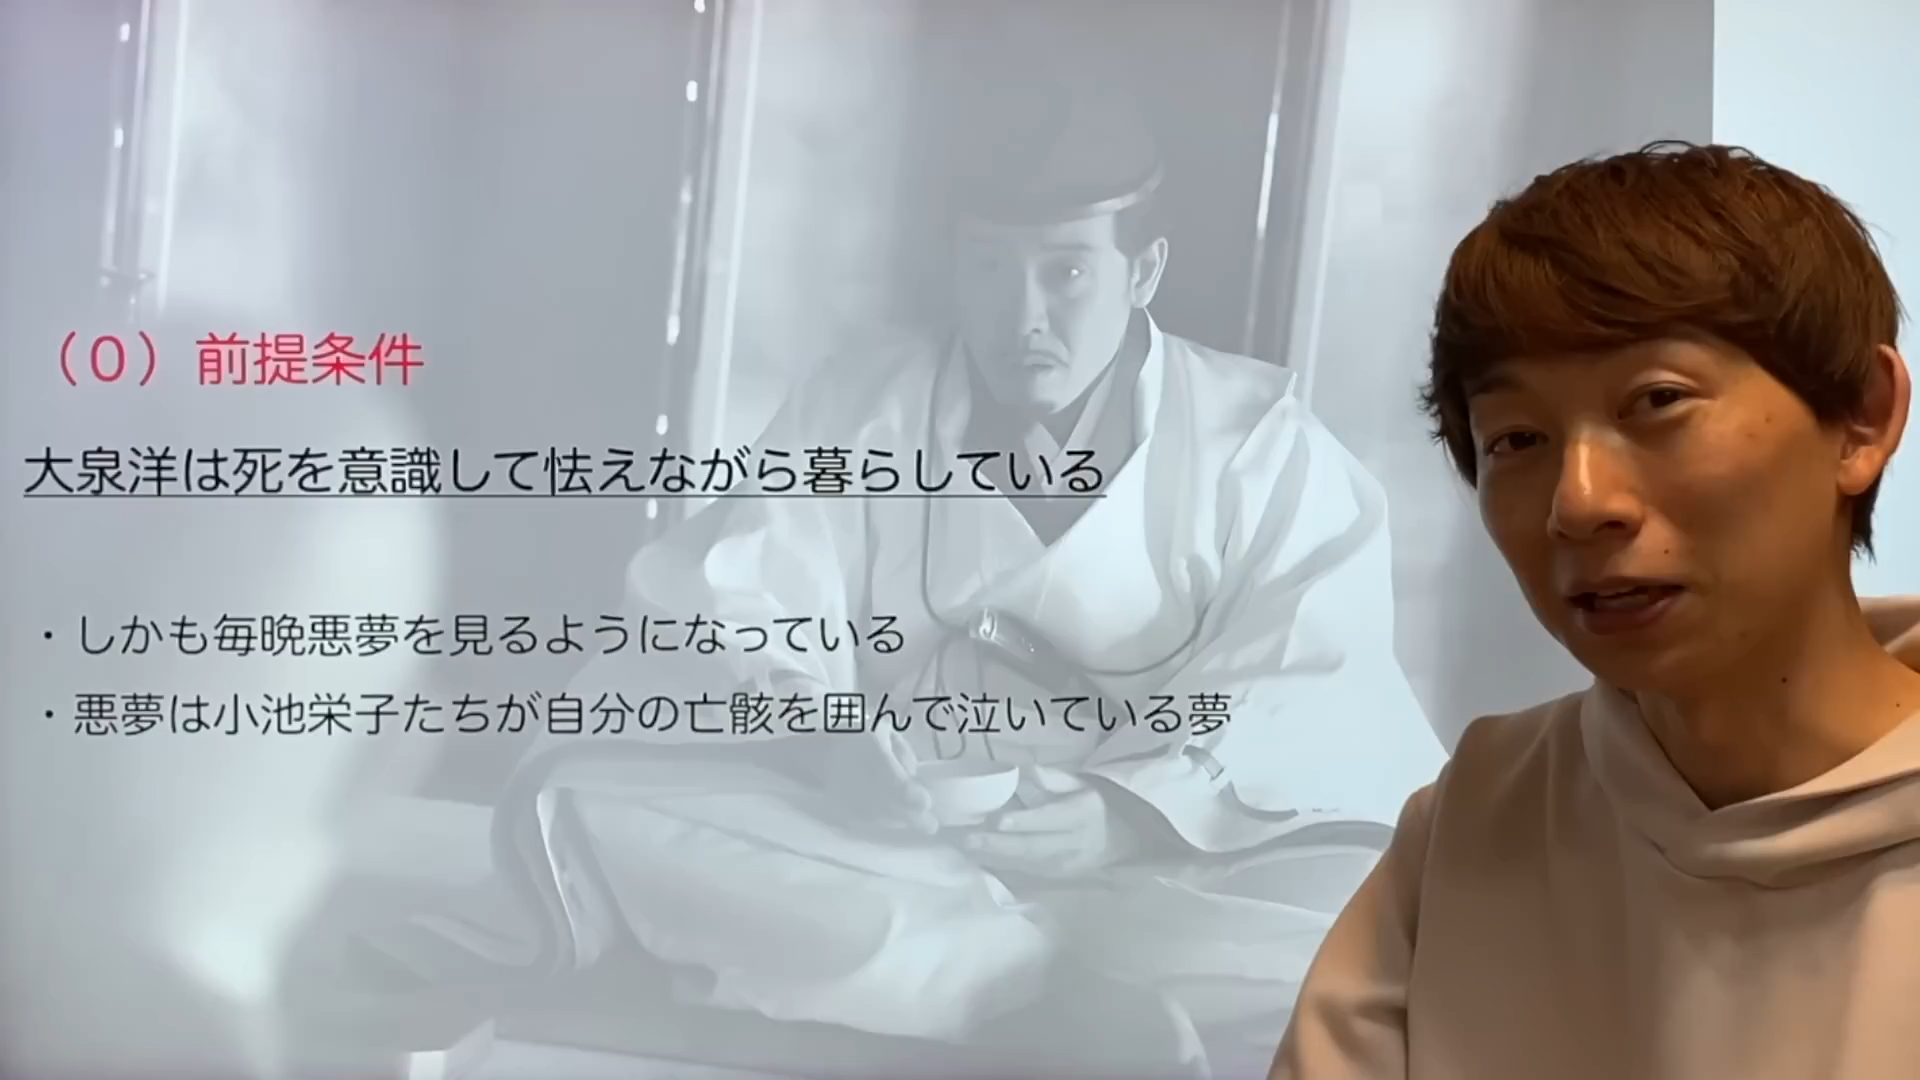 （０）前提条件
大泉洋は死を意識して怯えながら暮らしている
・しかも毎晩悪夢を見るようになっている
・悪夢は小池栄子たちが自分の亡骸を囲んで泣いている夢